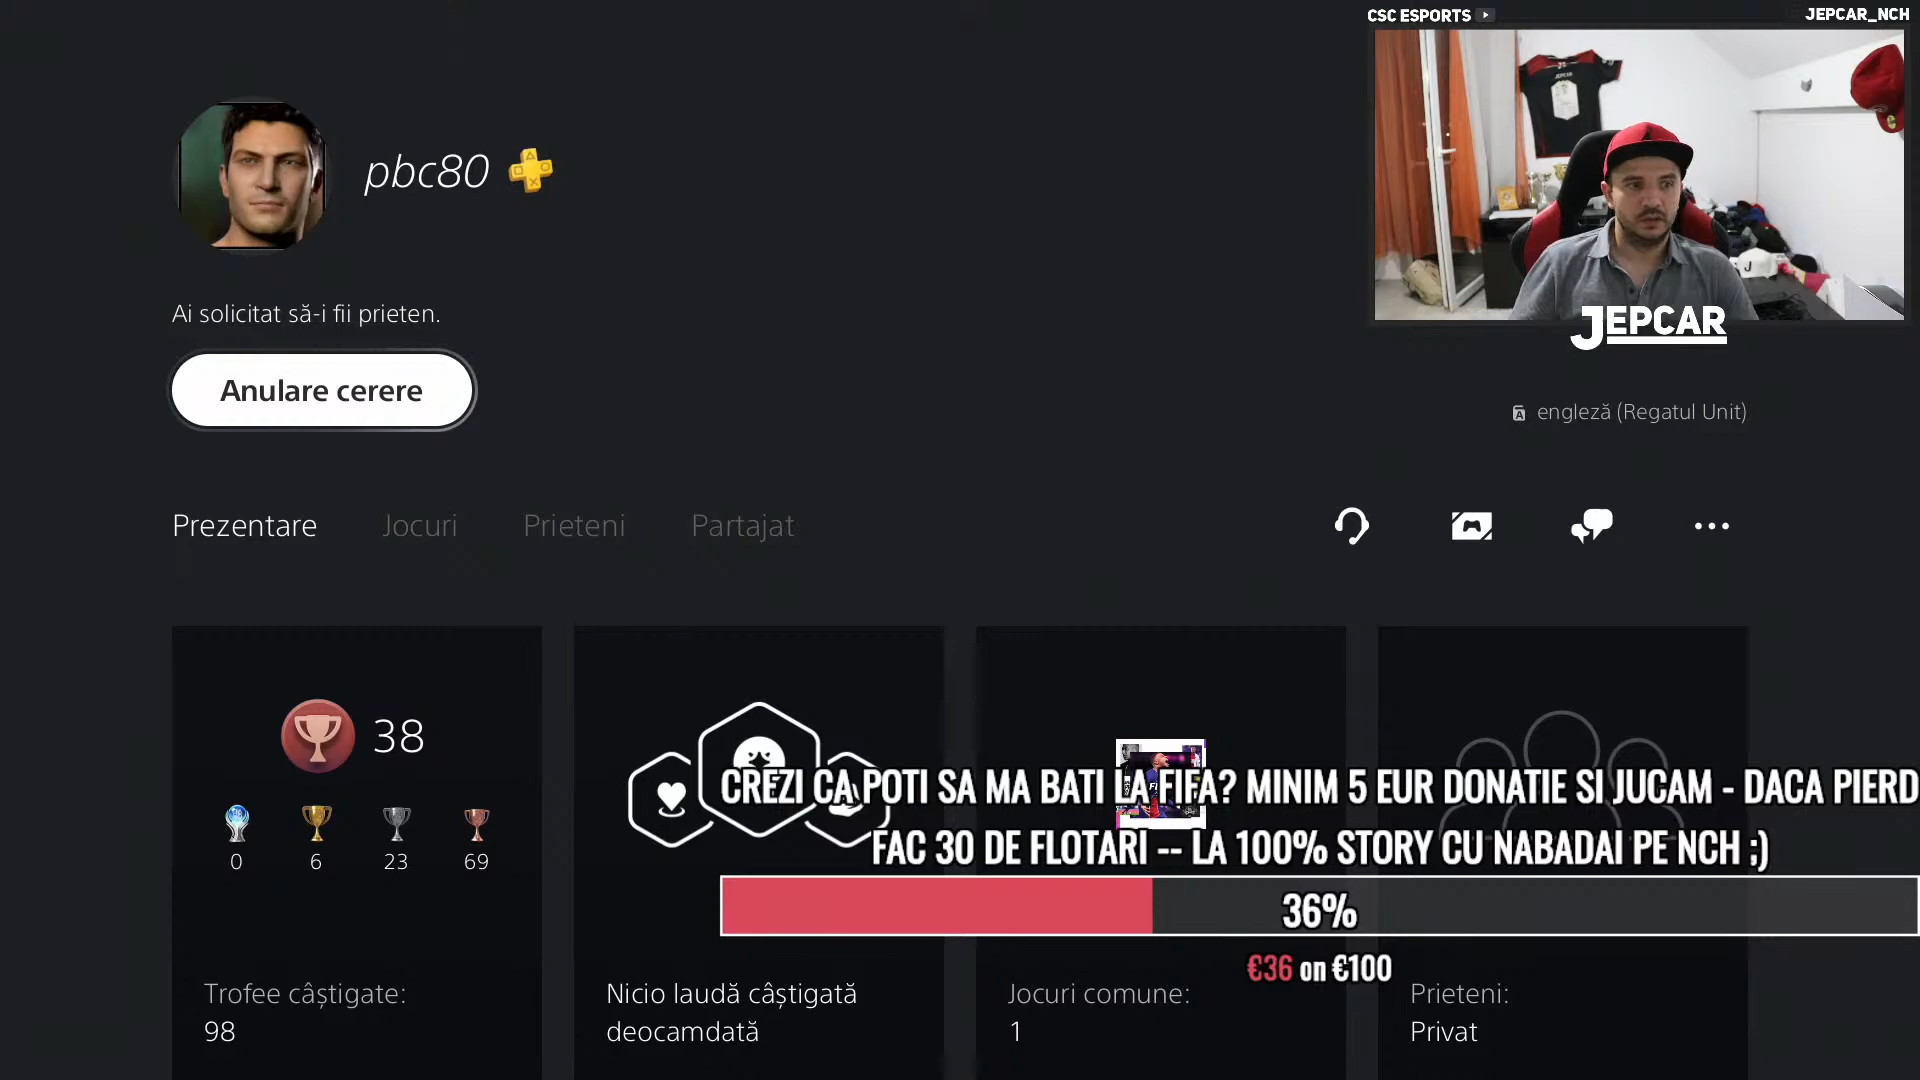 CSC ESPORTS
JEPCAR_NCH
JEPCAR
pbc80
Ai solicitat să-i fii prieten.
JEPCAR
Anulare cerere
engleză (Regatul Unit)
Prezentare
Jocuri
Prieteni
Partajat
38
0
6
23
69
CREZI CA POTI SA MA BATI LA FIFA? MINIM 5 EUR DONATIE SI JUCAM - DACA PIERD
FAC 30 DE FLOTARI -- LA 100% STORY CU NABADAI PE NCH ;)
36%
€36 on €100
Trofee câștigate:
98
Nicio laudă câștigată
deocamdată
Jocuri comune:
1
Prieteni:
Privat